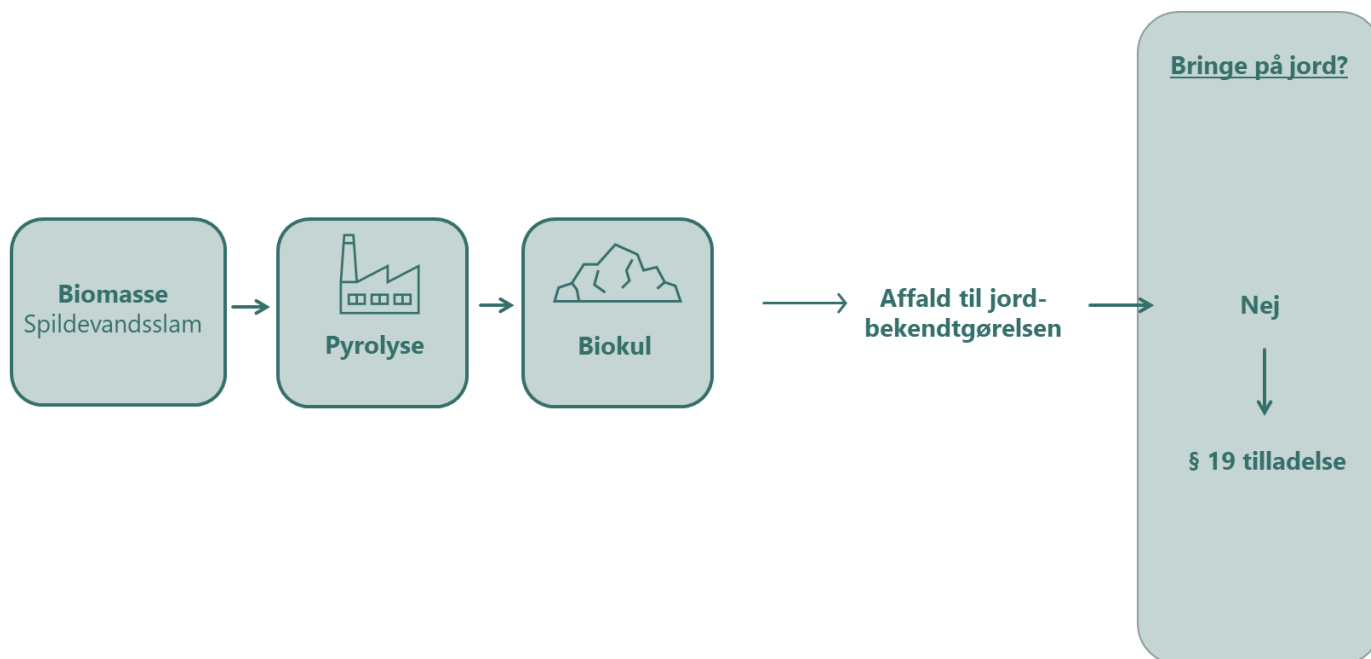 Biomasse
Spildevandsslam
Pyrolyse
Biokul
Affald til jord-
bekendtgørelsen
Bringe på jord?
Nej
§ 19 tilladelse